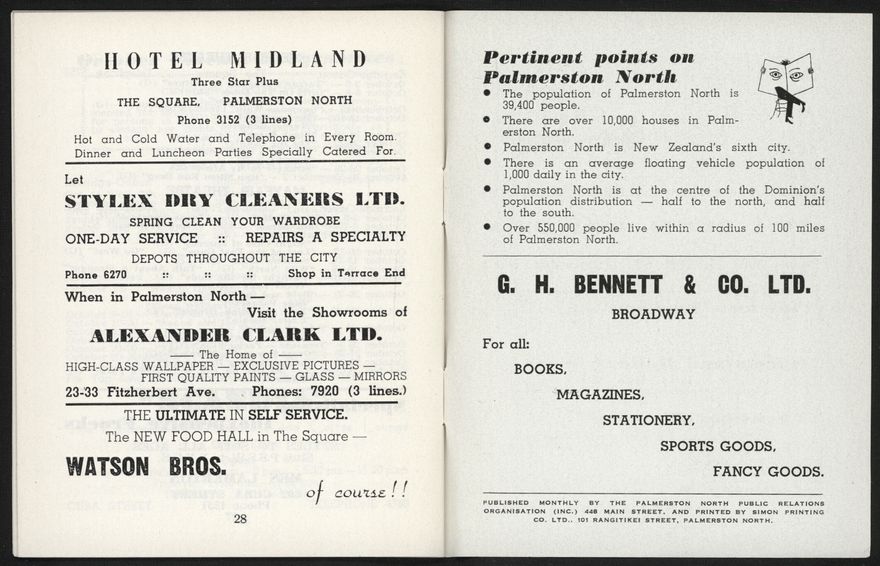 HOTEL MIDLAND
Three Star Plus
THE SQUARE, PALMERSTON NORTH
Phone 3152 (3 lines)
Hot and Cold Water and Telephone in Every Room.
Dinner and Luncheon Parties Specially Catered For.
Let
STYLEX DRY CLEANERS LTD.
SPRING CLEAN YOUR WARDROBE
ONE-DAY SERVICE :: REPAIRS A SPECIALTY
DEPOTS THROUGHOUT THE CITY
Phone 6270 :: :: :: Shop in Terrace End
When in Palmerston North —
Visit the Showrooms of
ALEXANDER CLARK LTD.
— The Home of —
HIGH-CLASS WALLPAPER — EXCLUSIVE PICTURES —
FIRST QUALITY PAINTS — GLASS — MIRRORS
23-33 Fitzherbert Ave. Phones: 7920 (3 lines.)
THE ULTIMATE IN SELF SERVICE.
The NEW FOOD HALL in The Square —
WATSON BROS.
of course!!
28
Pertinent points on
Palmerston North
● The population of Palmerston North is
39,400 people.
● There are over 10,000 houses in Palm-
erston North.
● Palmerston North is New Zealand's sixth city.
● There is an average floating vehicle population of
1,000 daily in the city.
● Palmerston North is at the centre of the Dominion's
population distribution — half to the north, and half
to the south.
● Over 550,000 people live within a radius of 100 miles
of Palmerston North.
G. H. BENNETT & CO. LTD.
BROADWAY
For all:
BOOKS,
MAGAZINES,
STATIONERY,
SPORTS GOODS,
FANCY GOODS.
PUBLISHED MONTHLY BY THE PALMERSTON NORTH PUBLIC RELATIONS
ORGANISATION (INC.) 448 MAIN STREET, AND PRINTED BY SIMON PRINTING
CO. LTD., 101 RANGITIKEI STREET, PALMERSTON NORTH.